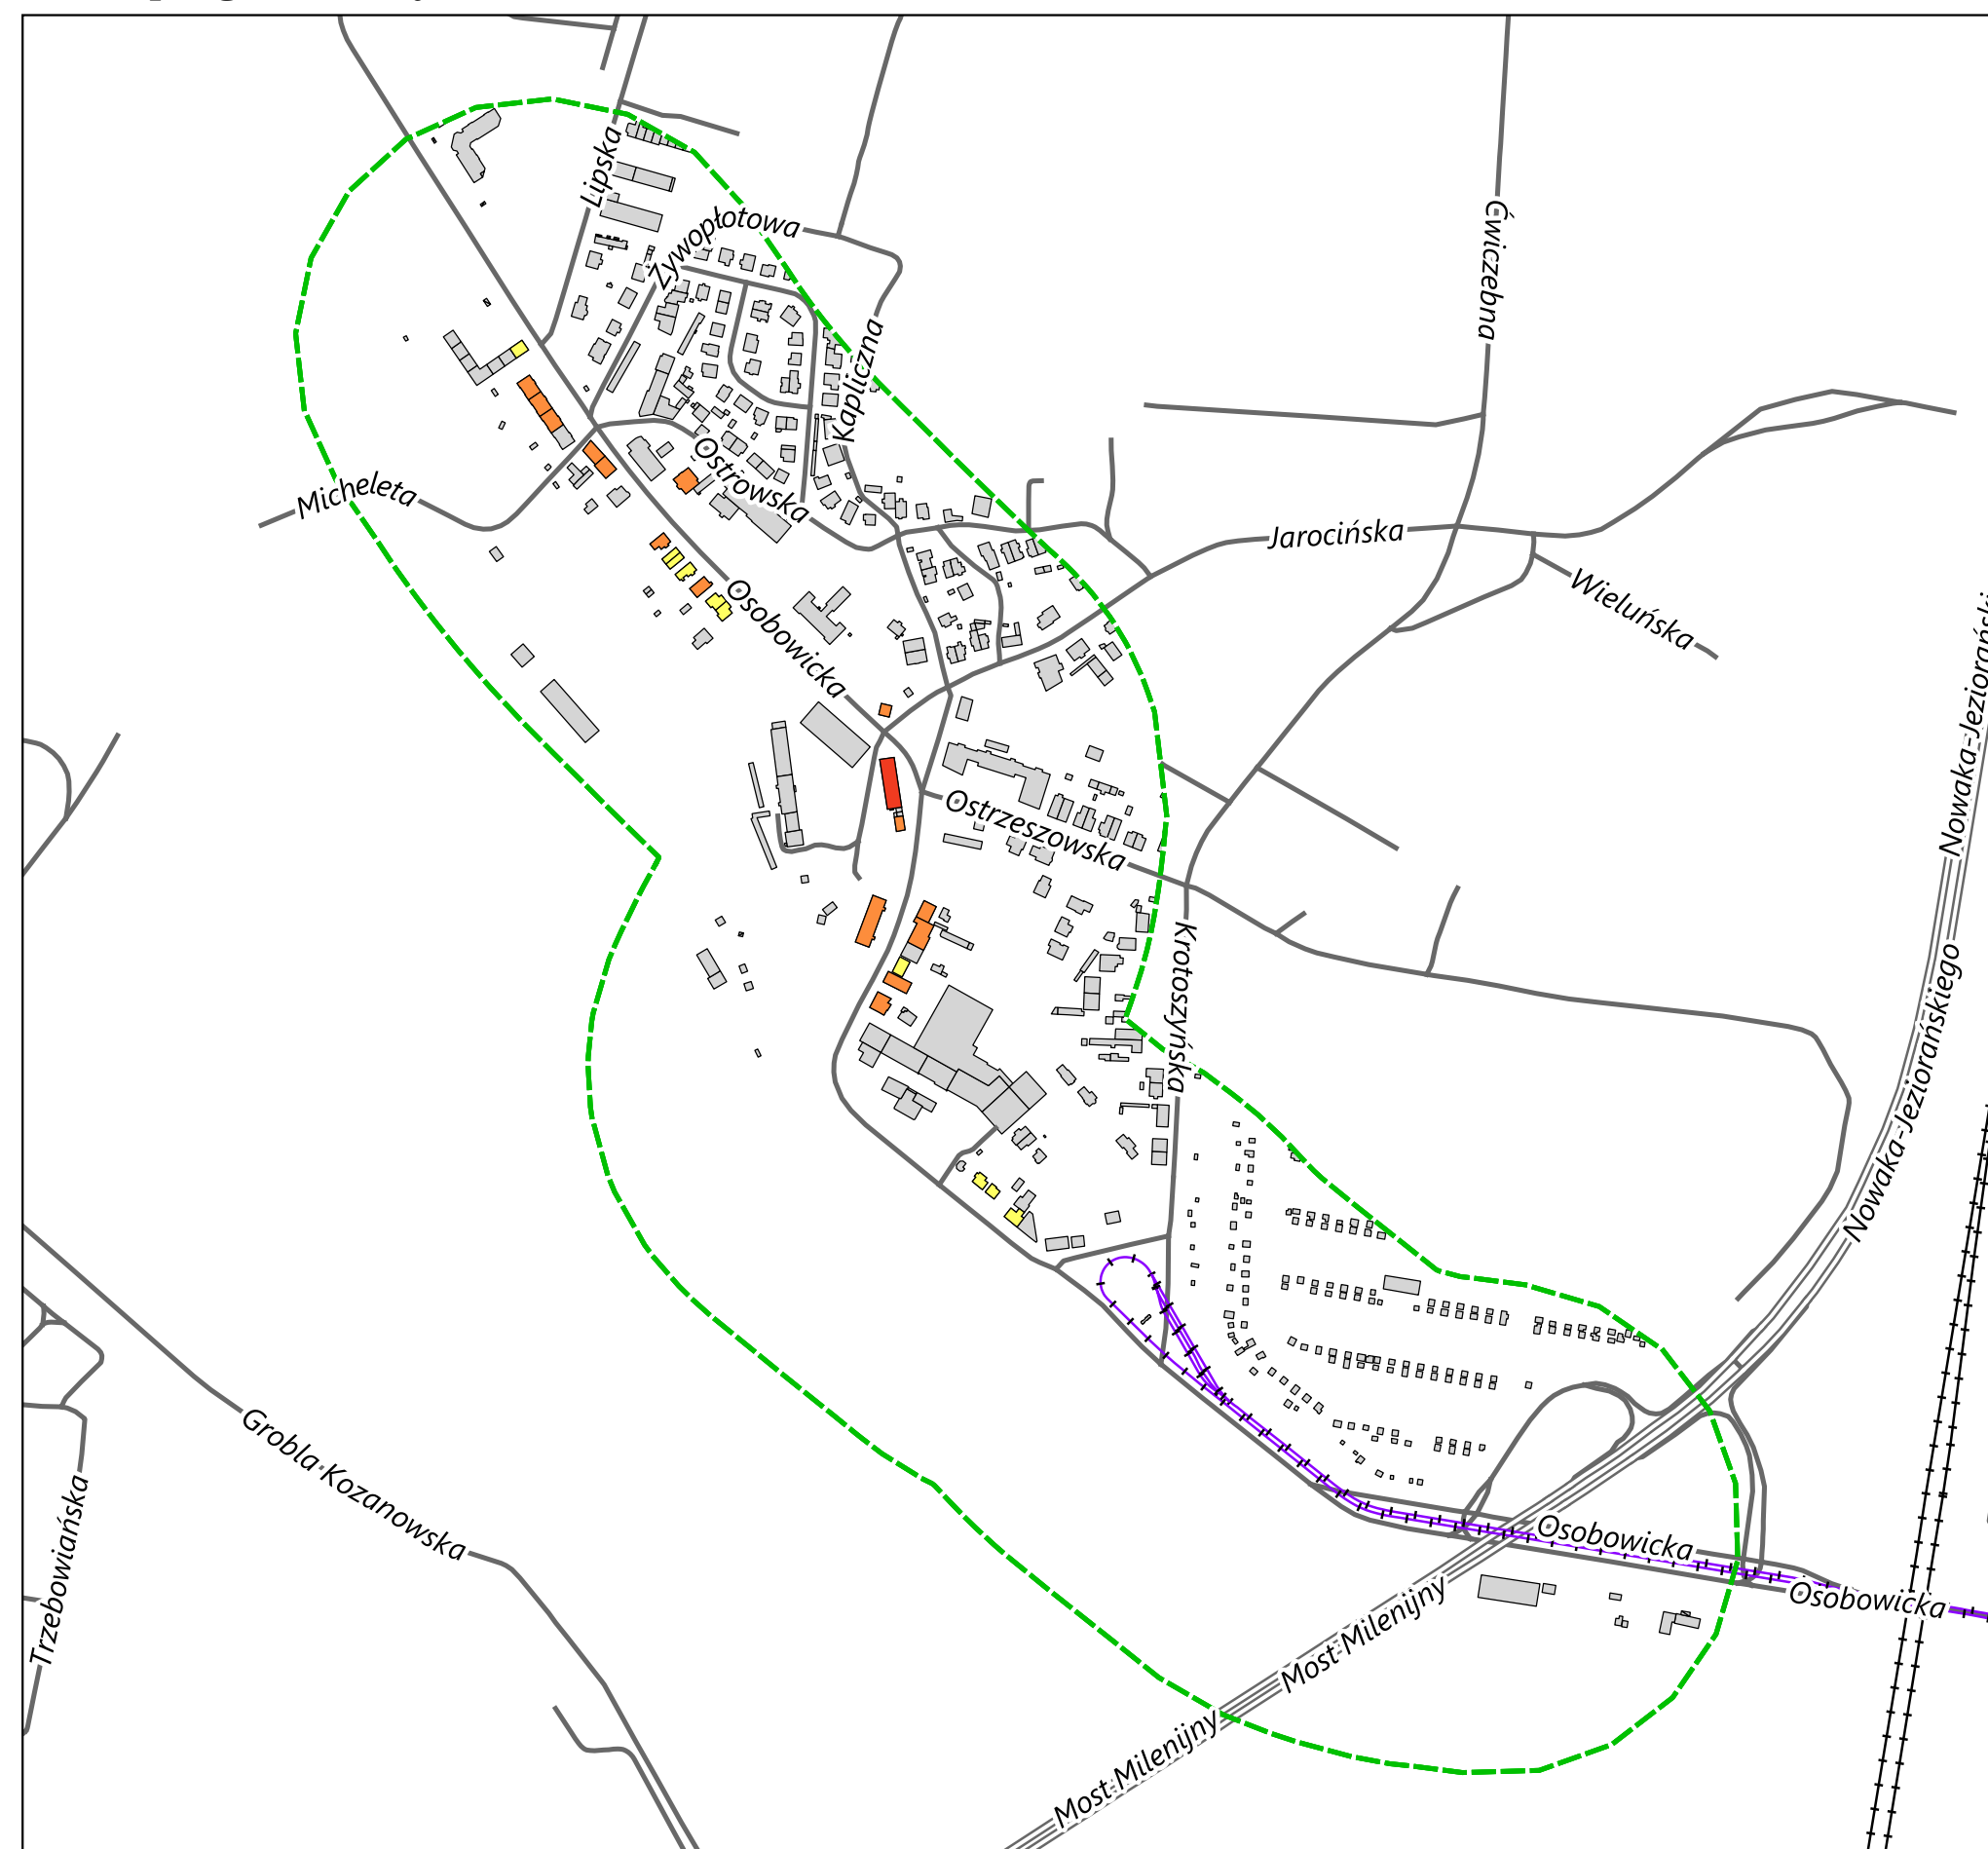 Lipska
Żywopłotowa
Ćwiczebna
Kapliczna
Ostrowska
Micheleta
Jarocińska
Wieluńska
Osobowicka
Nowaka-Jeziorański
Ostrzeszowska
Krotoszyńska
Nowaka-Jeziorańskiego
Grobla Kozanowska
Trzebowiańska
Osobowicka
Osobowicka
Most Milenijny
Most Milenijny